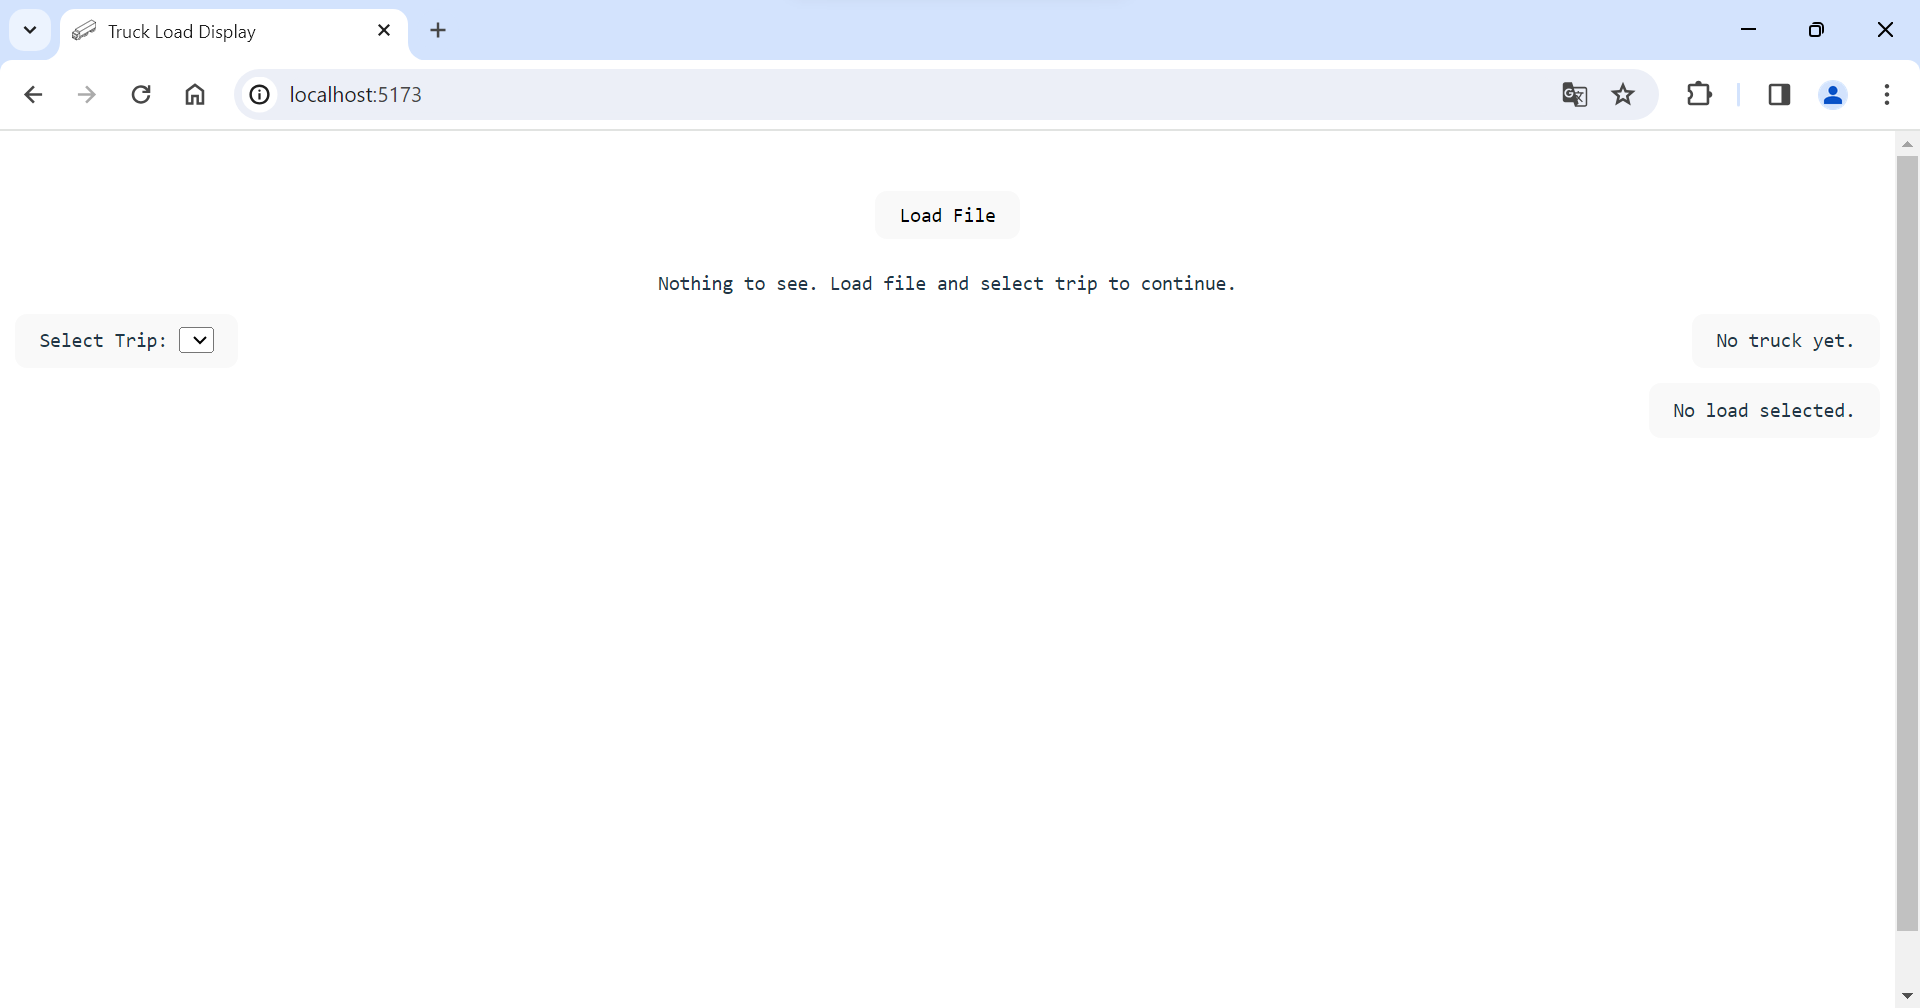 Truck Load Display
localhost:5173
Load File
Nothing to see. Load file and select trip to continue.
Select Trip:
No truck yet.
No load selected.